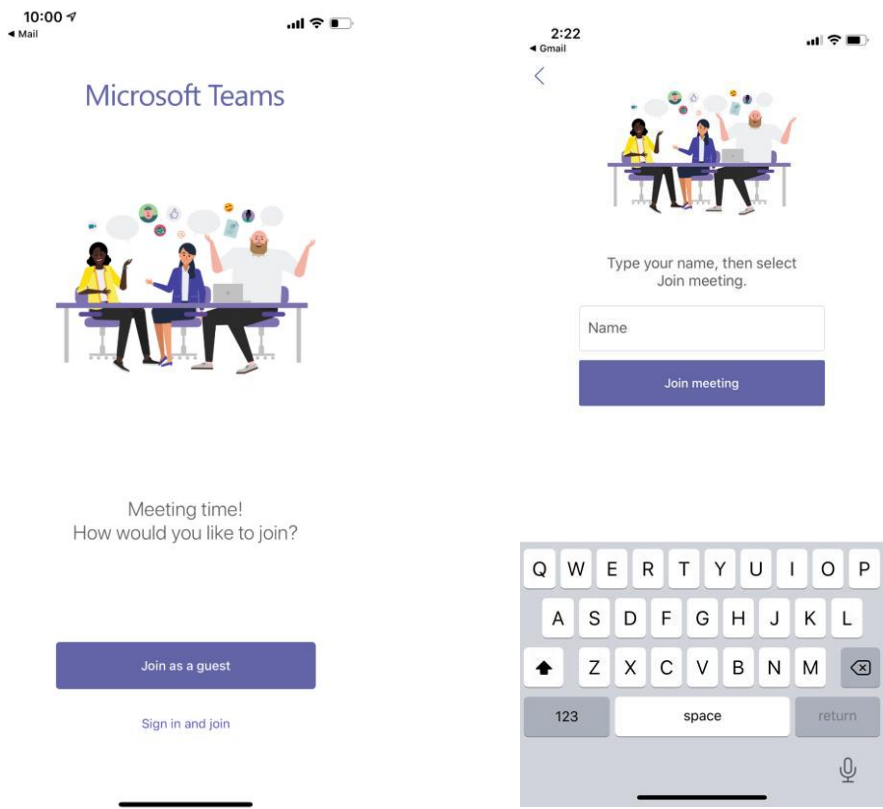 10:00
Mail
Microsoft Teams
Meeting time!
How would you like to join?
Join as a guest
Sign in and join
2:22
Gmail
Type your name, then select
Join meeting.
Name
Join meeting
Q W E R T Y U I O P
A S D F G H J K L
Z X C V B N M
123 space return